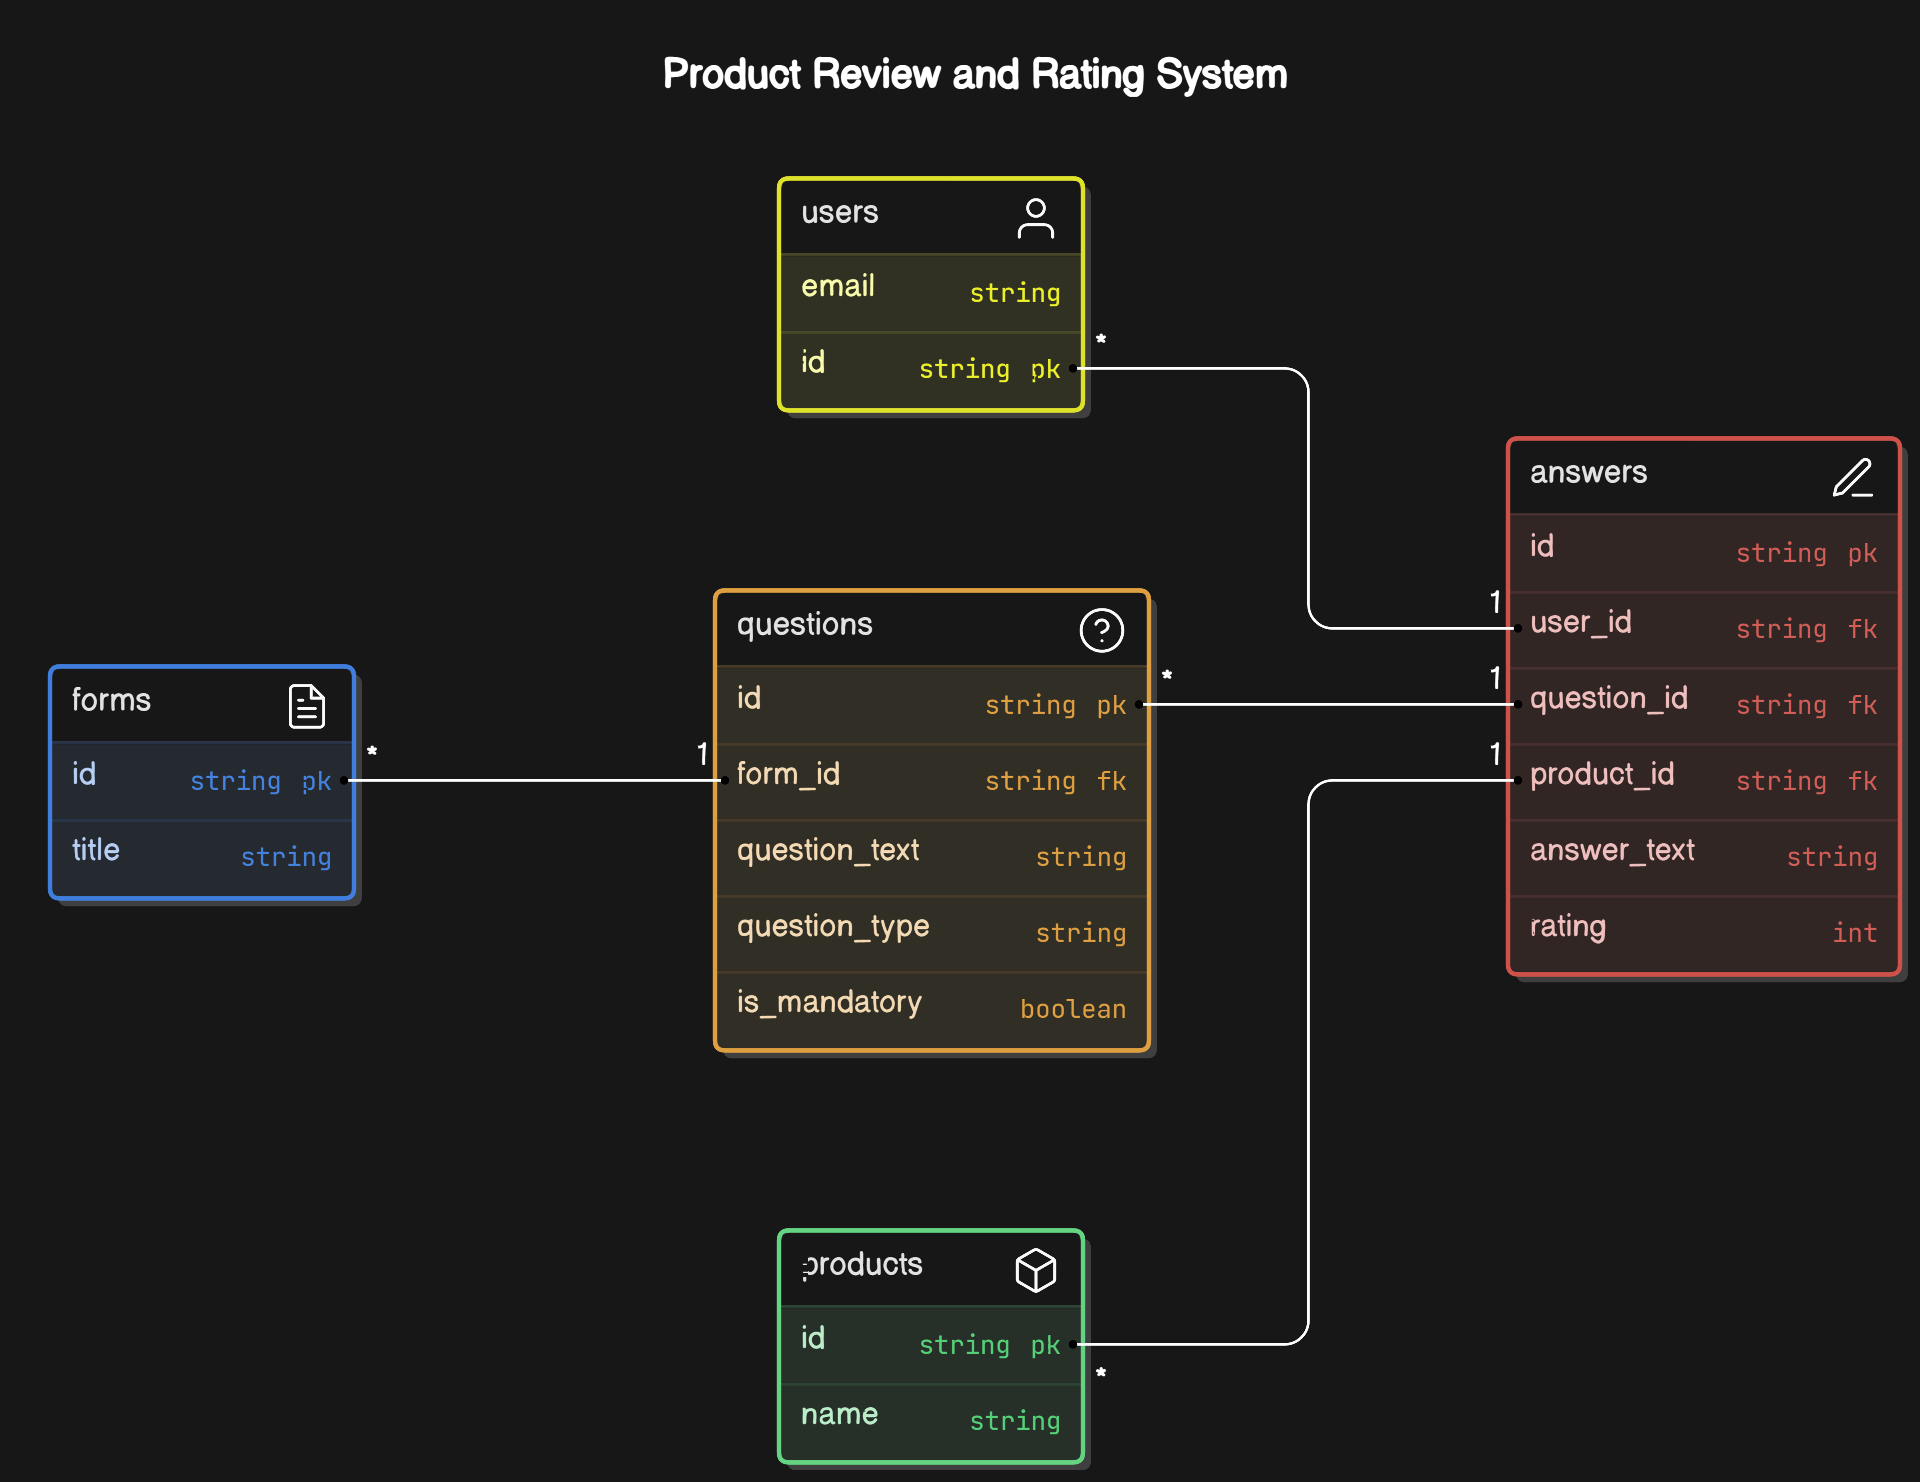 Product Review and Rating System
users
email string
id string pk
*
forms
id string pk
*
title string
questions
id string pk
*
1
form_id string fk
question_text string
question_type string
is_mandatory boolean
answers
id string pk
1
user_id string fk
1
question_id string fk
1
product_id string fk
answer_text string
rating int
products
id string pk
*
name string